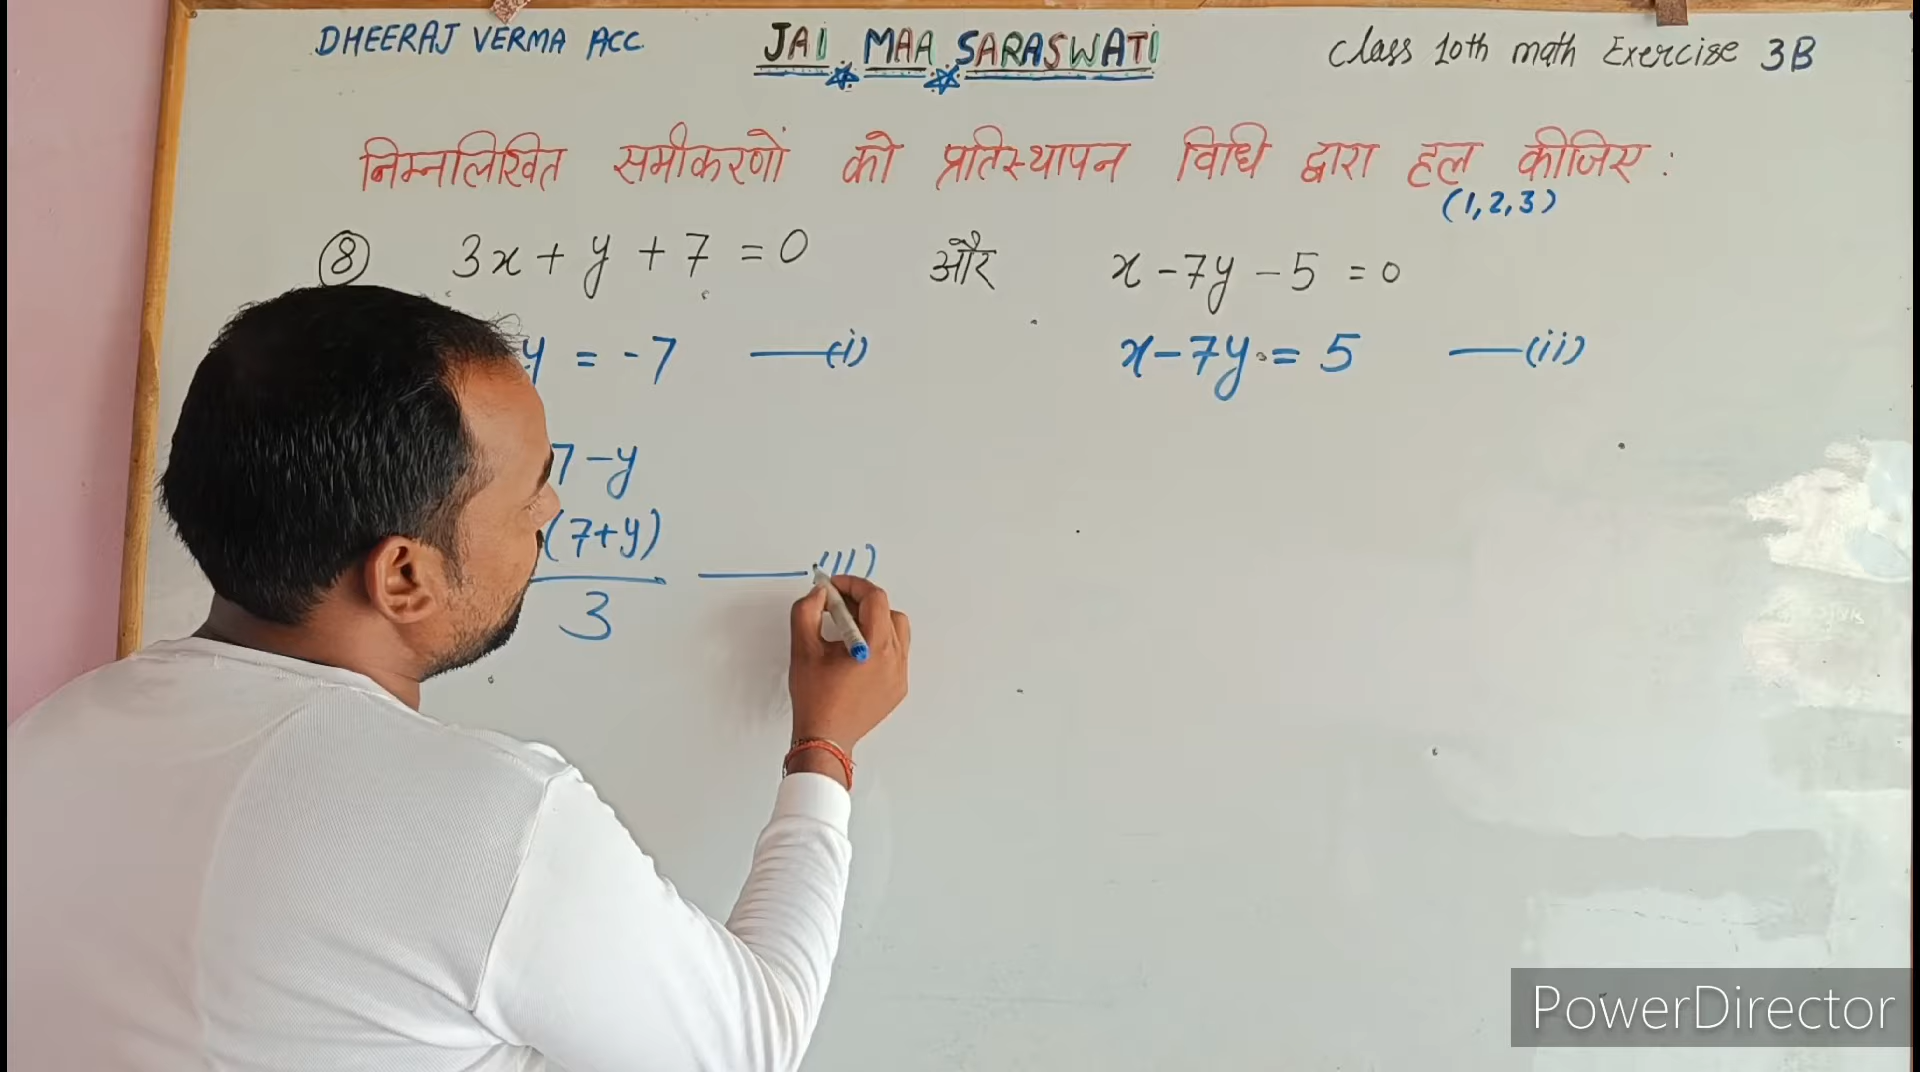 DHEERAJ VERMA ACC. JAI MAA SARASWATI Class 10th math Exercise 3B
निम्नलिखित समीकरणों को प्रतिस्थापन विधि द्वारा हल कीजिए :
(1,2,3)
(8) 3x + y + 7 = 0 और x - 7y - 5 = 0
y = -7 —(i) x - 7y = 5 —(ii)
7 - y
(7+y) —(iii)
3
PowerDirector